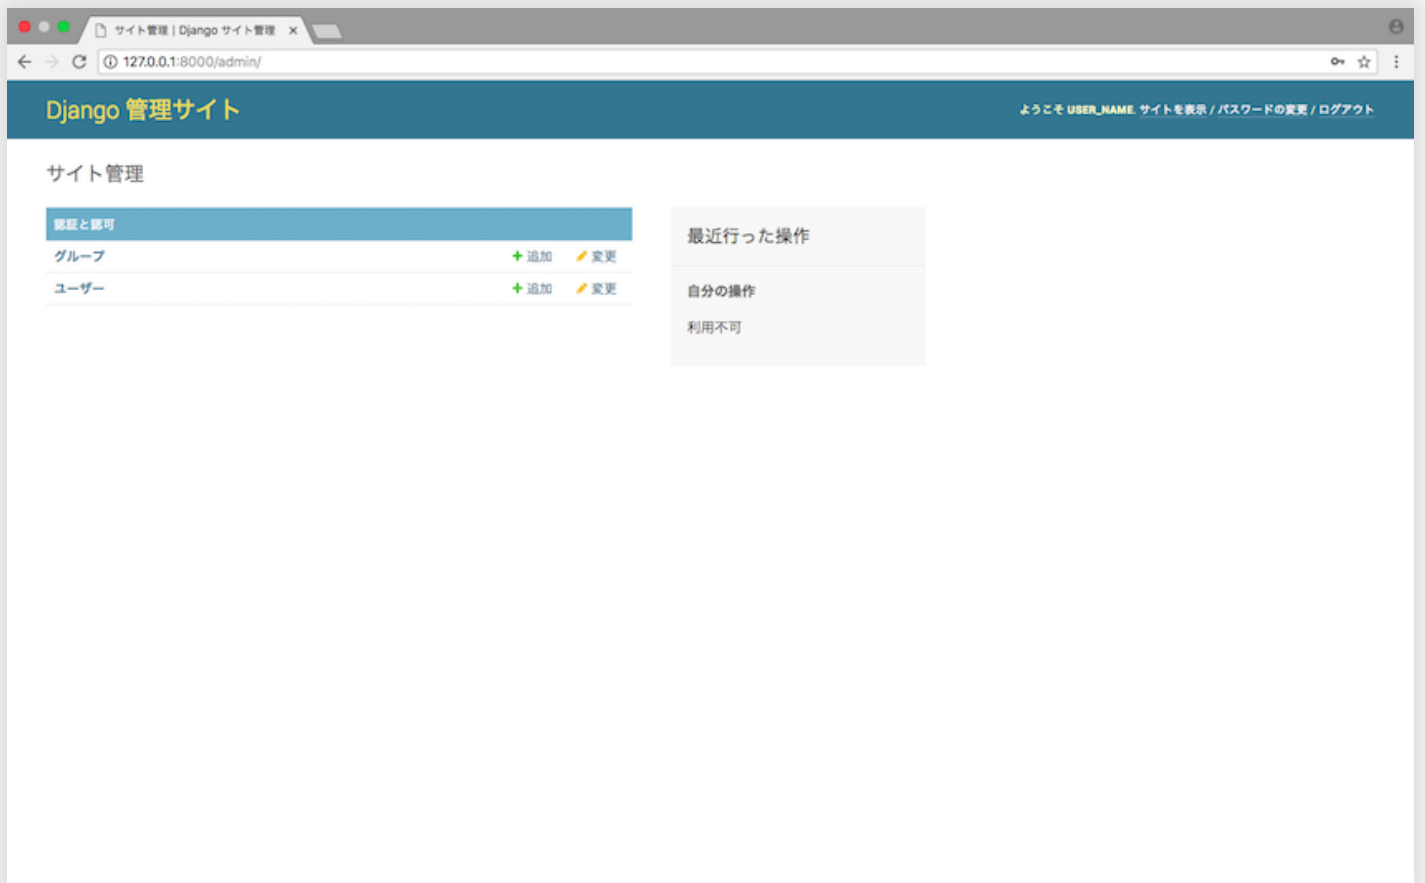 サイト管理 | Django サイト管理
127.0.0.1:8000/admin/
Django 管理サイト
ようこそ USER_NAME. サイトを表示 / パスワードの変更 / ログアウト
サイト管理
認証と認可
グループ 追加 変更
ユーザー 追加 変更
最近行った操作
自分の操作
利用不可